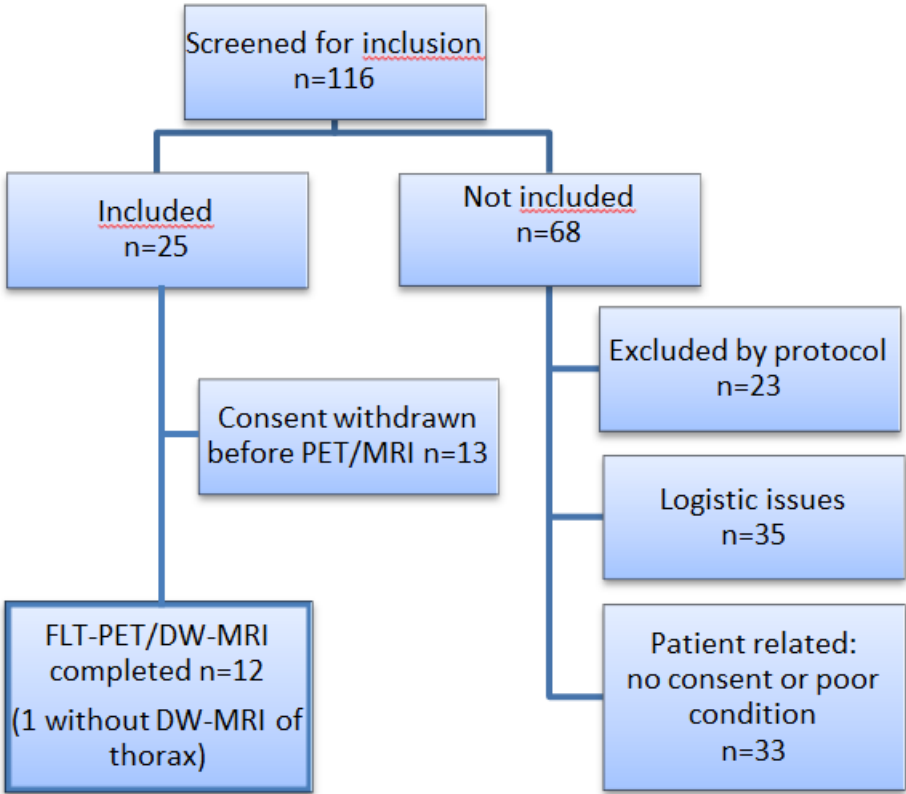 Screened for inclusion
n=116
Included
n=25
Not included
n=68
Excluded by protocol
n=23
Consent withdrawn
before PET/MRI n=13
Logistic issues
n=35
FLT-PET/DW-MRI
completed n=12
(1 without DW-MRI of
thorax)
Patient related:
no consent or poor
condition
n=33